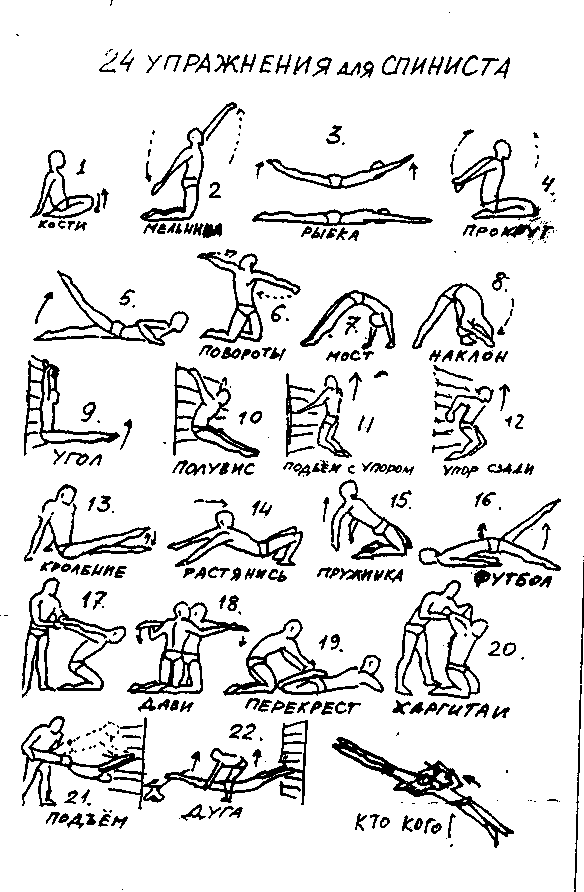 24 УПРАЖНЕНИЯ для СПИНИСТА
1
КОСТИ
2
МЕЛЬНИЦА
3.
РЫБКА
4.
ПРОКРУТ
5.
6.
ПОВОРОТЫ
7.
МОСТ
8.
НАКЛОН
9.
УГОЛ
10
ПОЛУВИС
11
ПОДЪЁМ С УПОРОМ
12
УПОР СЗАДИ
13.
КРОЛЬНИЕ
14
РАСТЯНИСЬ
15.
ПРУЖИНКА
16.
ФУТБОЛ
17.
18.
ДАВИ
19.
ПЕРЕКРЕСТ
20.
ХАРГИТАИ
21.
ПОДЪЁМ
22.
ДУГА
КТО КОГО!